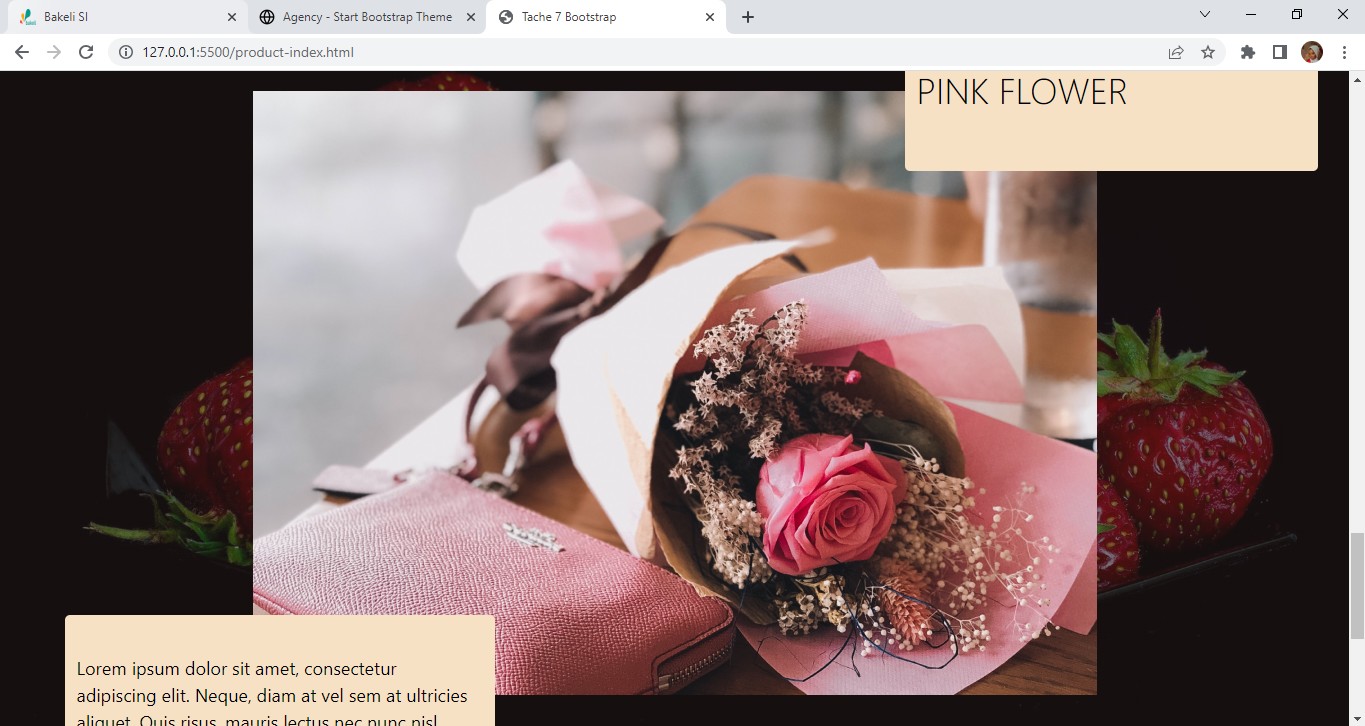 Bakeli SI
Agency - Start Bootstrap Theme
Tache 7 Bootstrap
127.0.0.1:5500/product-index.html
PINK FLOWER
Lorem ipsum dolor sit amet, consectetur
adipiscing elit. Neque, diam at vel sem at ultricies
aliquet. Quis risus, mauris lectus nec nunc nisl